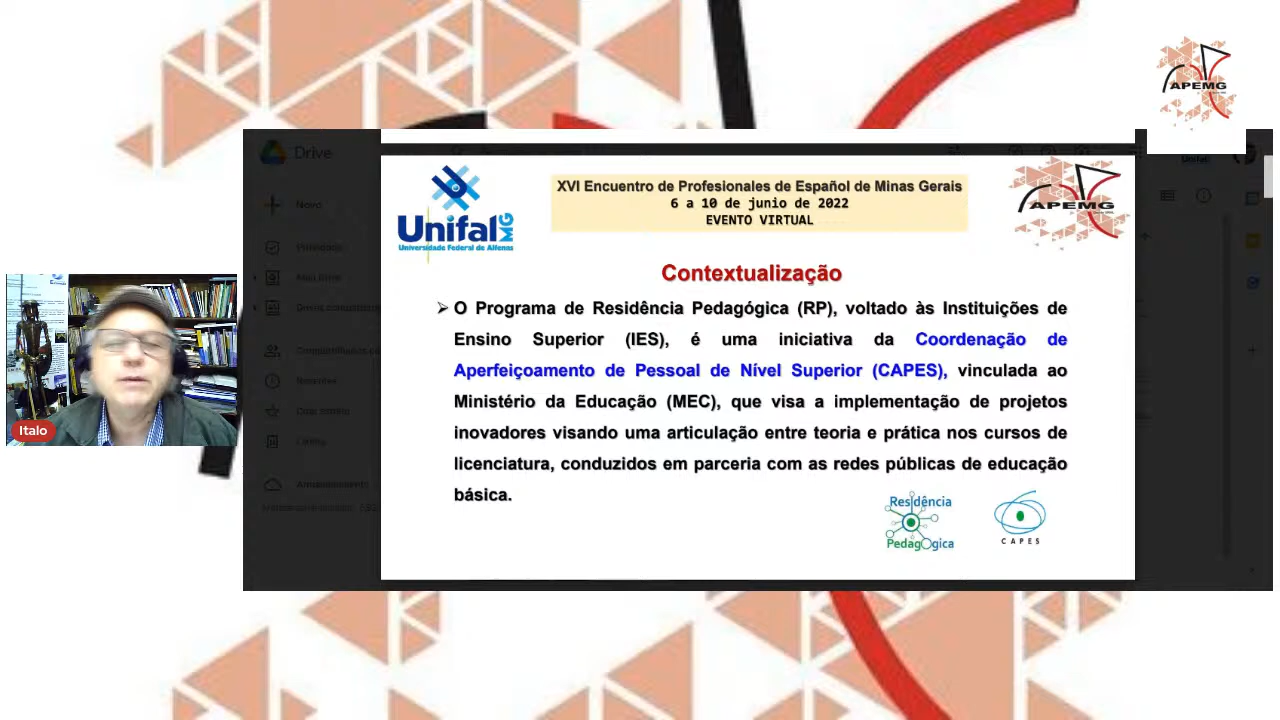 APEMG
Drive
Novo
Unifal MG
Universidade Federal de Alfenas
XVI Encuentro de Profesionales de Español de Minas Gerais
6 a 10 de junio de 2022
EVENTO VIRTUAL
APEMG
Contextualização
➢ O Programa de Residência Pedagógica (RP), voltado às Instituições de
Ensino Superior (IES), é uma iniciativa da Coordenação de
Aperfeiçoamento de Pessoal de Nível Superior (CAPES), vinculada ao
Ministério da Educação (MEC), que visa a implementação de projetos
inovadores visando uma articulação entre teoria e prática nos cursos de
licenciatura, conduzidos em parceria com as redes públicas de educação
básica.
Residência
Pedagógica
CAPES
Italo